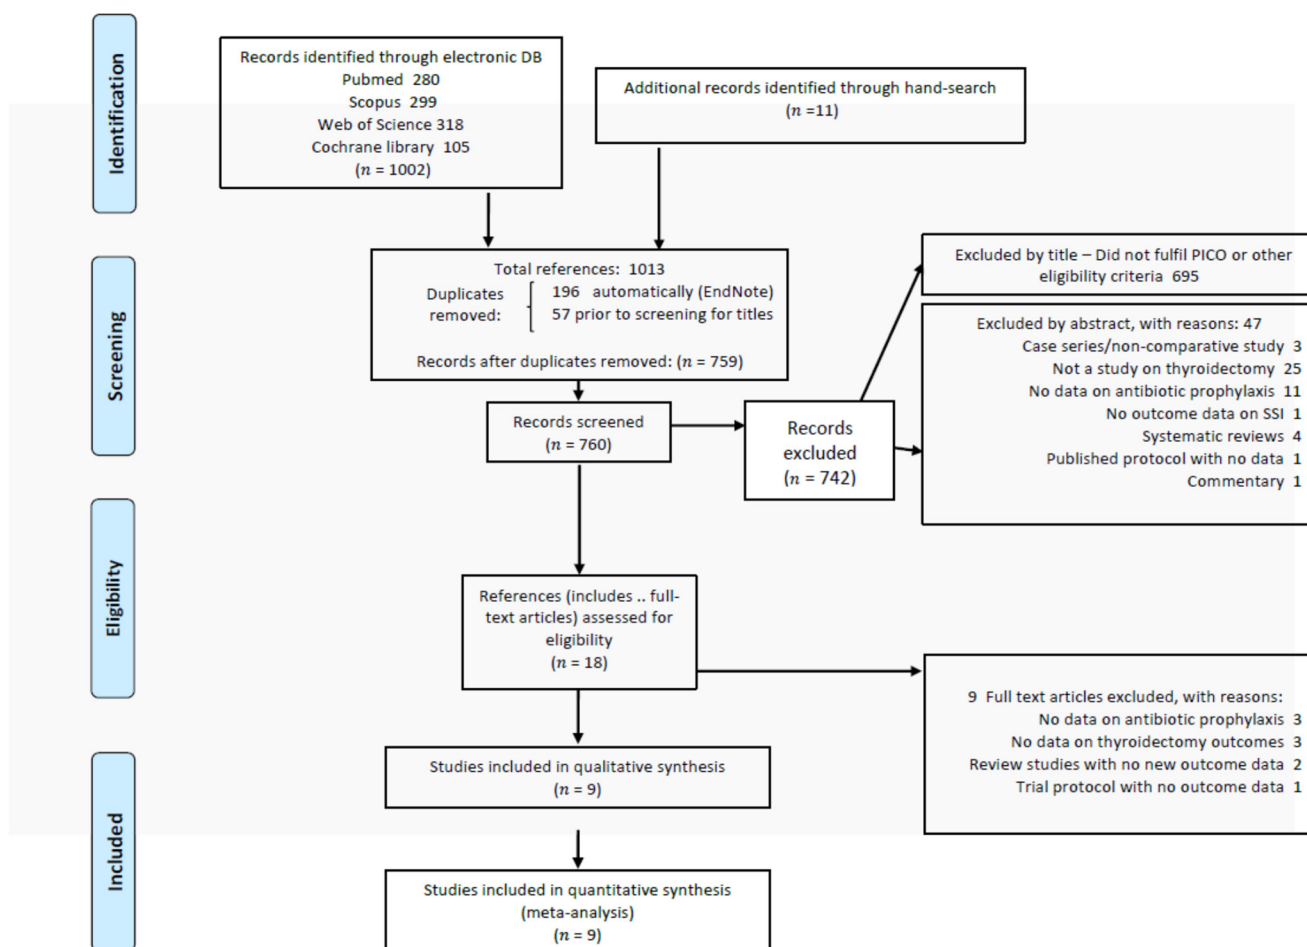 Identification
Records identified through electronic DB
Pubmed 280
Scopus 299
Web of Science 318
Cochrane library 105
(n = 1002)
Additional records identified through hand-search
(n =11)
Screening
Total references: 1013
Duplicates removed:
196 automatically (EndNote)
57 prior to screening for titles
Records after duplicates removed: (n = 759)
Records screened
(n = 760)
Records
excluded
(n = 742)
Excluded by title – Did not fulfil PICO or other
eligibility criteria 695
Excluded by abstract, with reasons: 47
Case series/non-comparative study 3
Not a study on thyroidectomy 25
No data on antibiotic prophylaxis 11
No outcome data on SSI 1
Systematic reviews 4
Published protocol with no data 1
Commentary 1
Eligibility
References (includes .. full-
text articles) assessed for
eligibility
(n = 18)
9 Full text articles excluded, with reasons:
No data on antibiotic prophylaxis 3
No data on thyroidectomy outcomes 3
Review studies with no new outcome data 2
Trial protocol with no outcome data 1
Included
Studies included in qualitative synthesis
(n = 9)
Studies included in quantitative synthesis
(meta-analysis)
(n = 9)